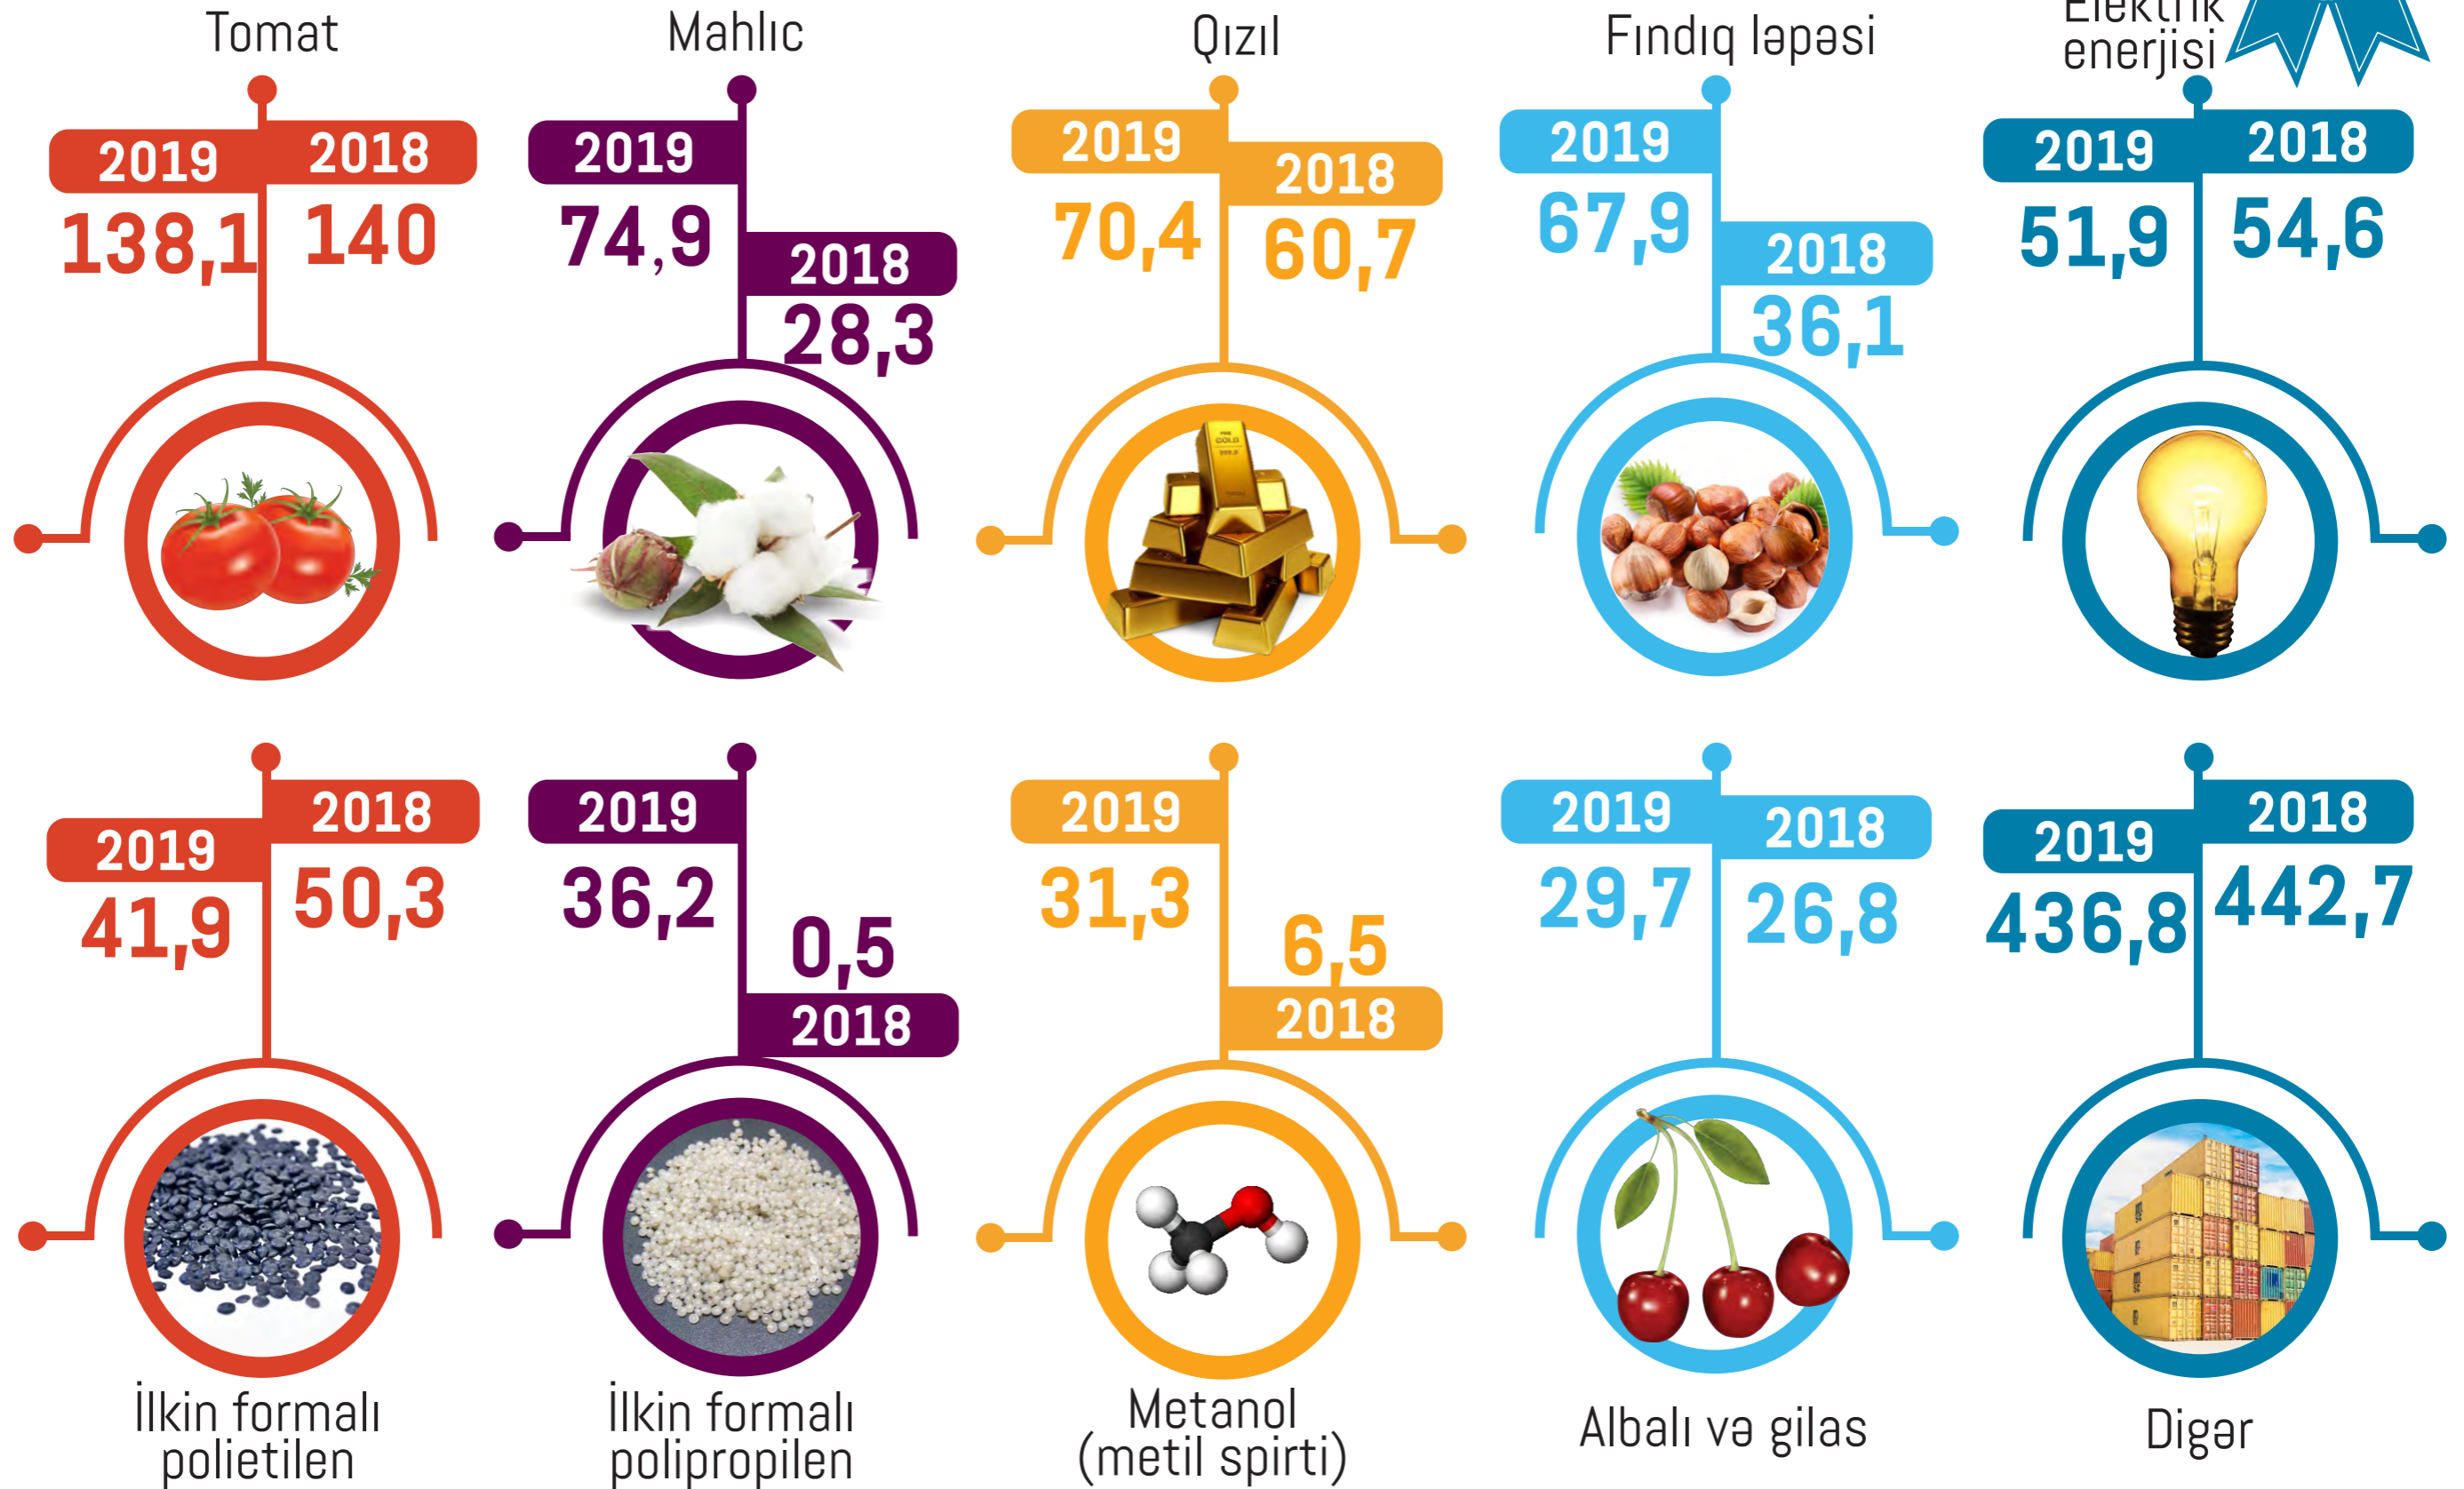 Tomat
2019
2018
138,1
140
Mahlıc
2019
74,9
2018
28,3
Qızıl
2019
2018
70,4
60,7
Fındıq ləpəsi
2019
67,9
2018
36,1
Elektrik
enerjisi
2019
2018
51,9
54,6
2019
2018
41,9
50,3
İlkin formalı
polietilen
2019
36,2
0,5
2018
İlkin formalı
polipropilen
2019
31,3
6,5
2018
Metanol
(metil spirti)
2019
2018
29,7
26,8
Albalı və gilas
2019
2018
436,8
442,7
Digər